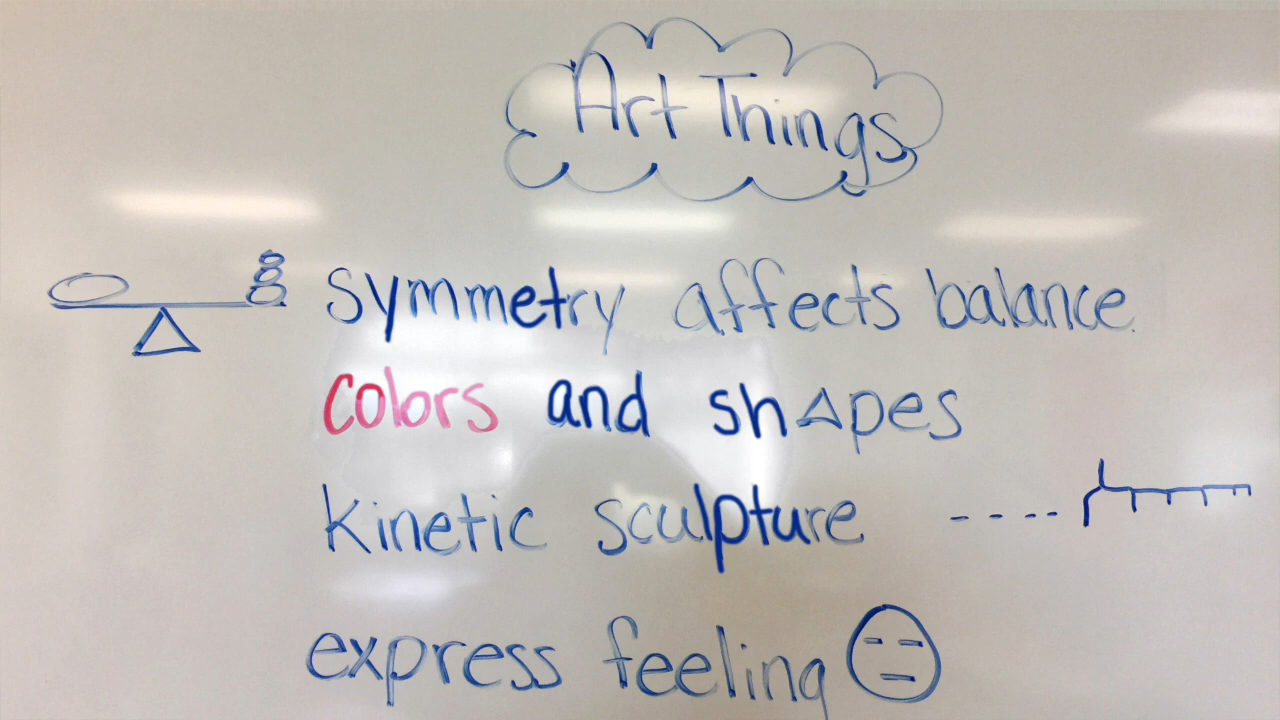 Art Things
symmetry affects balance
colors and shapes
kinetic sculpture
express feeling